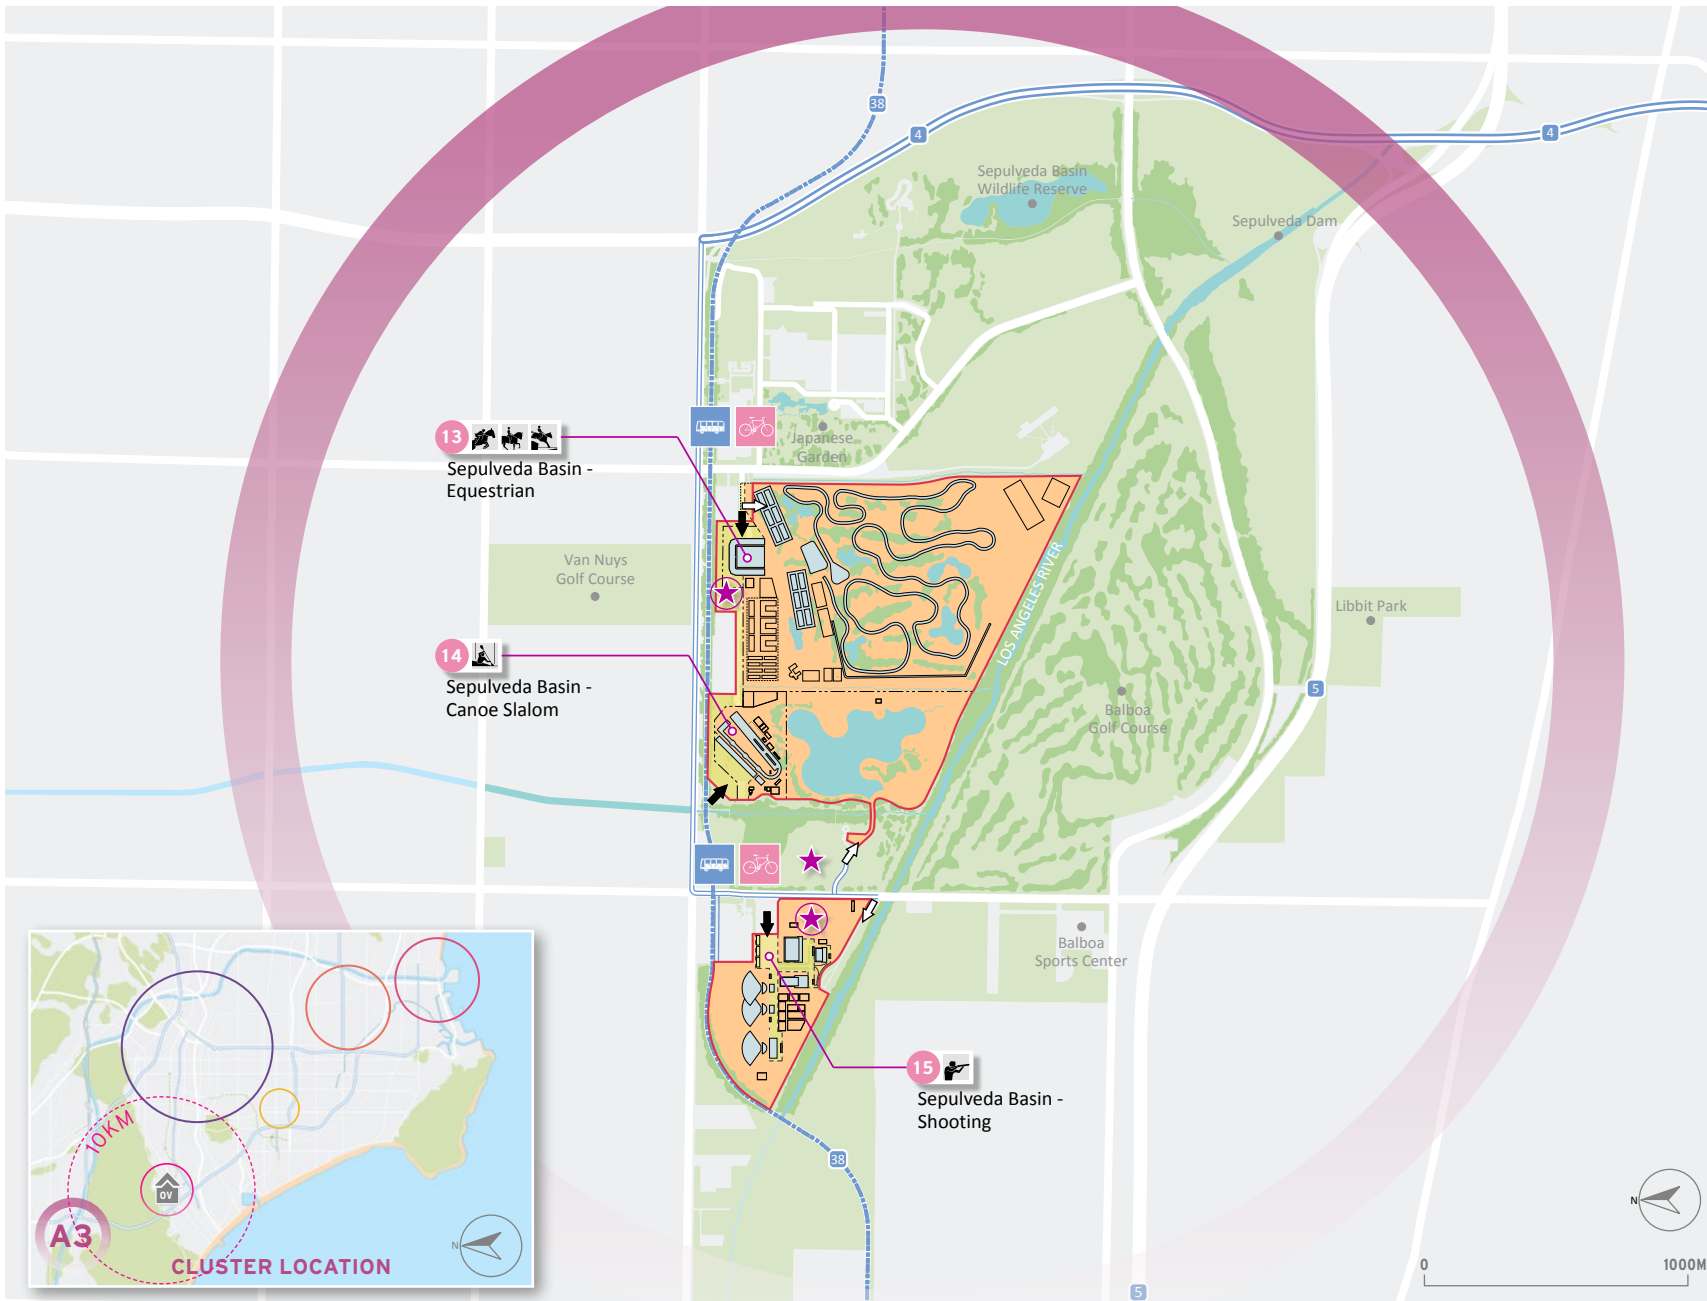 38
4
4
Sepulveda Basin
Wildlife Reserve
Sepulveda Dam
13
Sepulveda Basin -
Equestrian
Japanese
Garden
Van Nuys
Golf Course
LOS ANGELES RIVER
Libbit Park
14
Sepulveda Basin -
Canoe Slalom
5
Balboa
Golf Course
Balboa
Sports Center
15
Sepulveda Basin -
Shooting
38
10KM
OV
A3
CLUSTER LOCATION
N
N
0
1000M
5